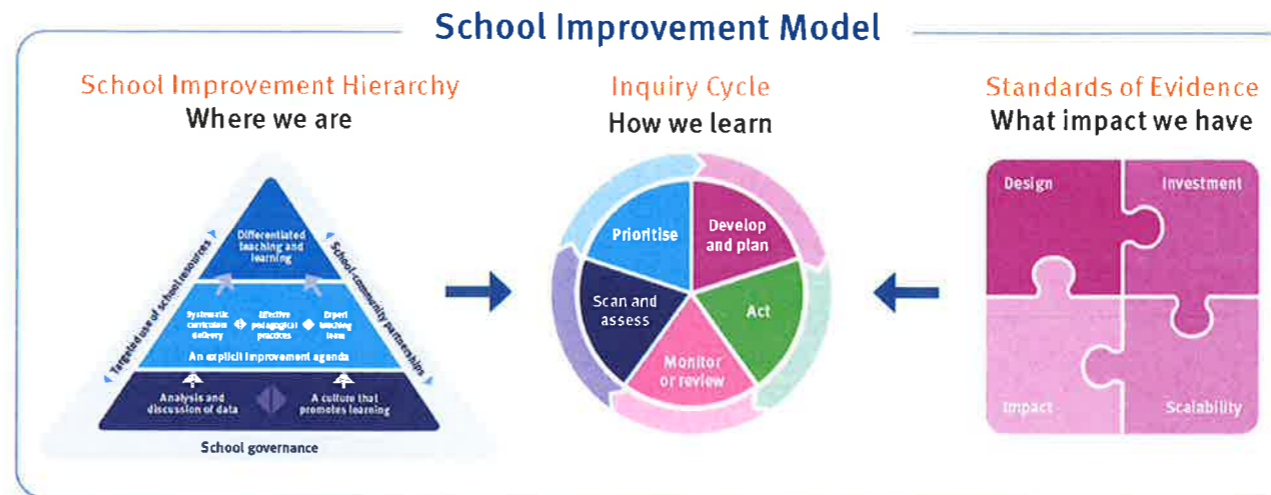 School Improvement Model
School Improvement Hierarchy
Where we are
Differentiated
teaching and
learning
Targeted use of school resources
School-community partnerships
Systematic
curriculum
delivery
Effective
pedagogical
practices
Expert
teaching
team
An explicit improvement agenda
Analysis and
discussion of data
A culture that
promotes learning
School governance
Inquiry Cycle
How we learn
Prioritise
Develop
and plan
Scan and
assess
Act
Monitor
or review
Standards of Evidence
What impact we have
Design
Investment
Impact
Scalability